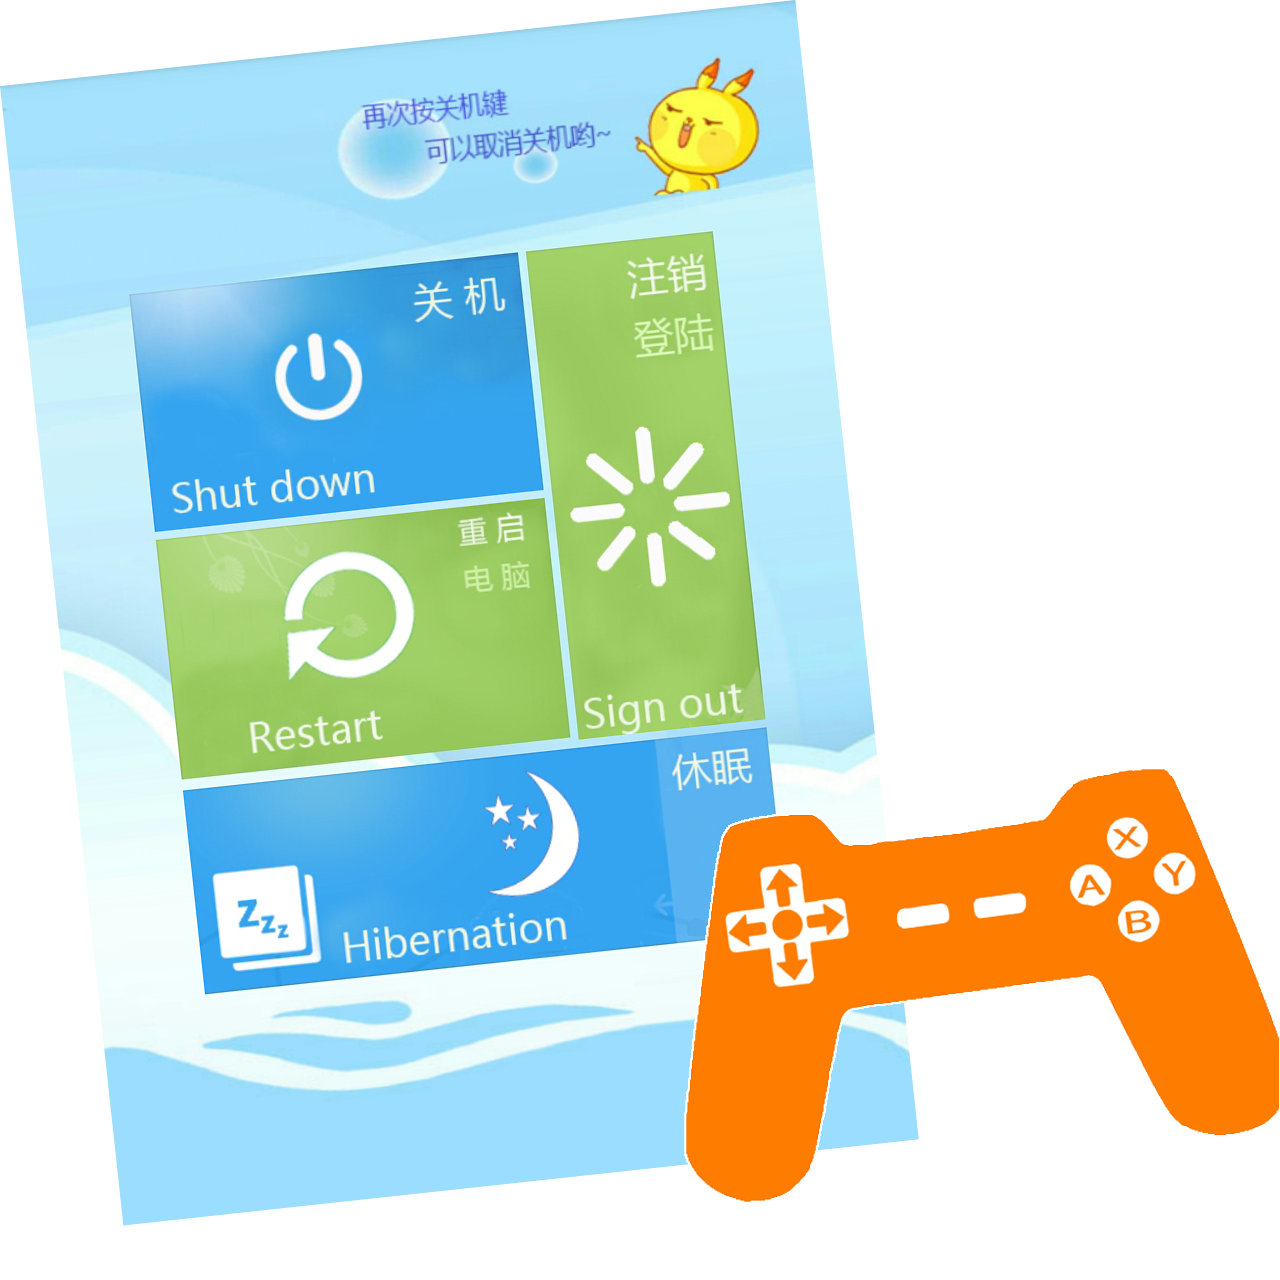 再次按关机键
可以取消关机哟~
关 机
Shut down
注销
登陆
Sign out
重 启
电 脑
Restart
休眠
zzz
Hibernation
X
Y
A
B